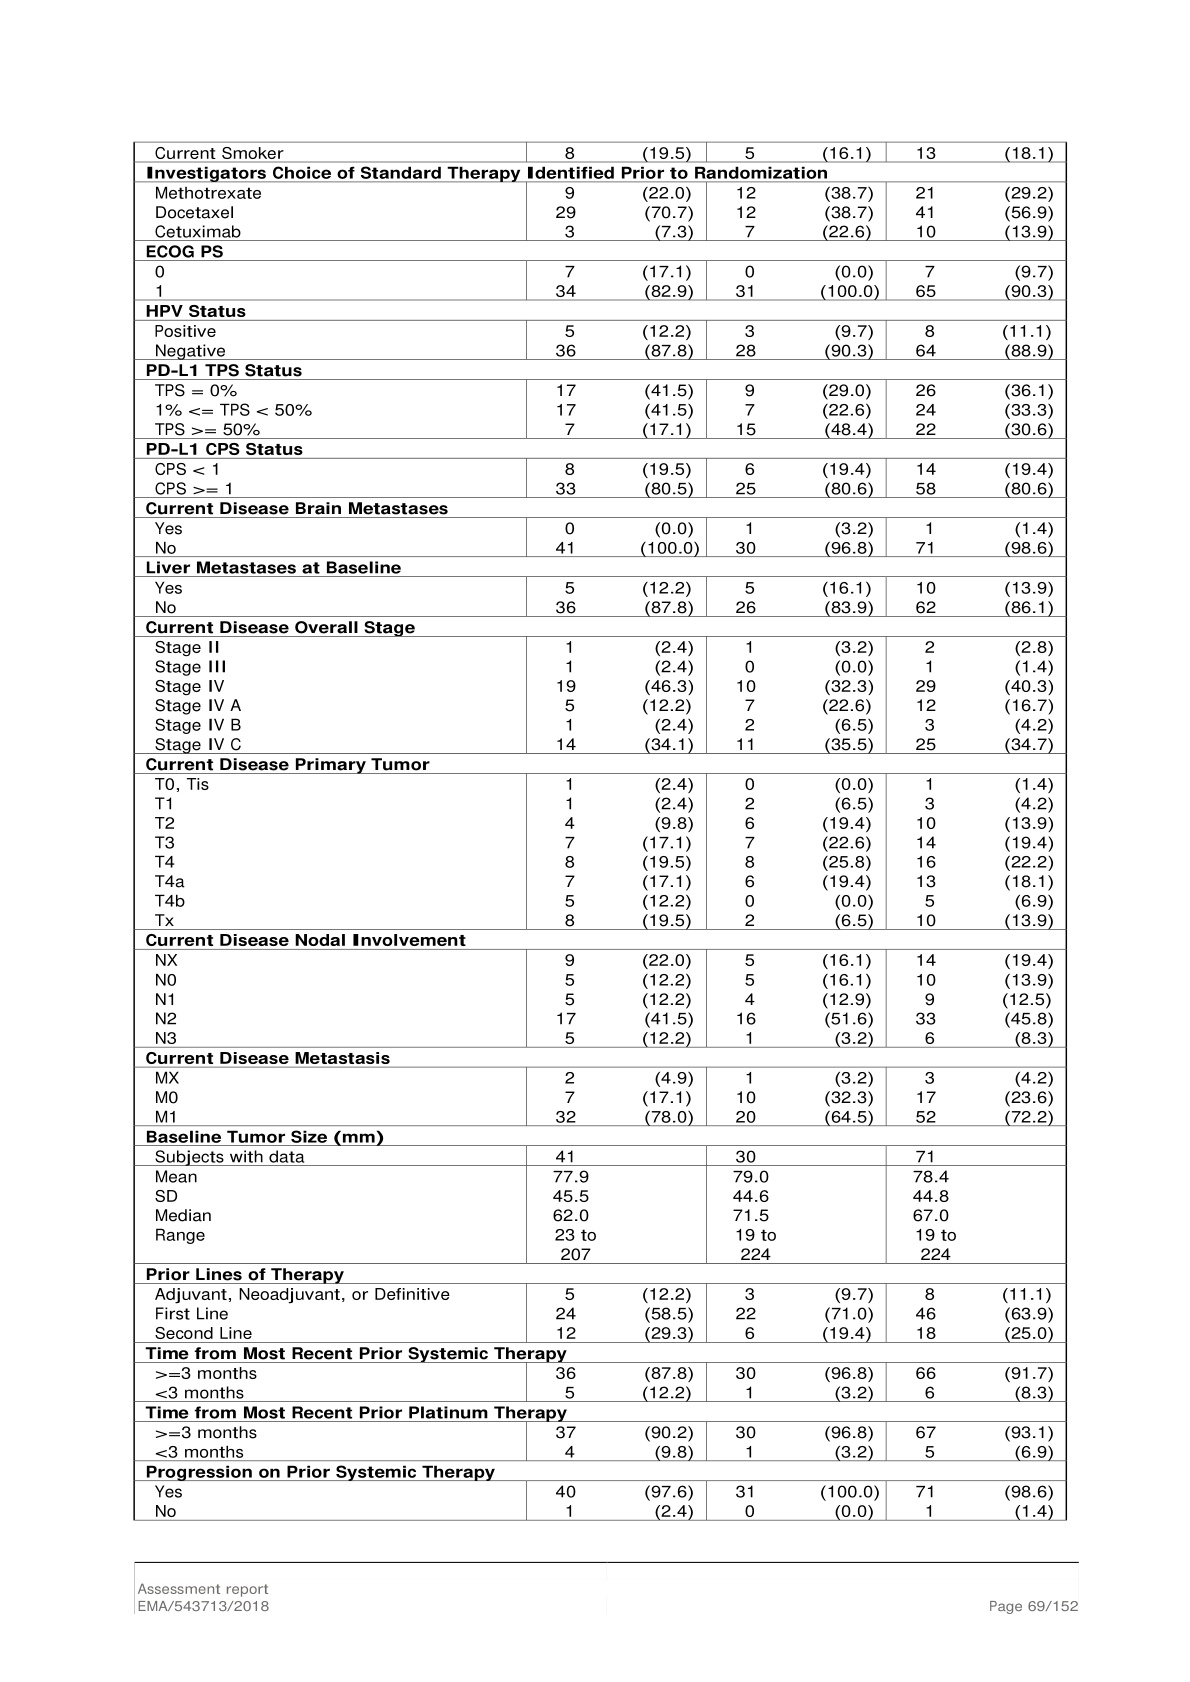 Current Smoker 8 (19.5) 5 (16.1) 13 (18.1)
Investigators Choice of Standard Therapy Identified Prior to Randomization
Methotrexate 9 (22.0) 12 (38.7) 21 (29.2)
Docetaxel 29 (70.7) 12 (38.7) 41 (56.9)
Cetuximab 3 (7.3) 7 (22.6) 10 (13.9)
ECOG PS
0 7 (17.1) 0 (0.0) 7 (9.7)
1 34 (82.9) 31 (100.0) 65 (90.3)
HPV Status
Positive 5 (12.2) 3 (9.7) 8 (11.1)
Negative 36 (87.8) 28 (90.3) 64 (88.9)
PD-L1 TPS Status
TPS = 0% 17 (41.5) 9 (29.0) 26 (36.1)
1% <= TPS < 50% 17 (41.5) 7 (22.6) 24 (33.3)
TPS >= 50% 7 (17.1) 15 (48.4) 22 (30.6)
PD-L1 CPS Status
CPS < 1 8 (19.5) 6 (19.4) 14 (19.4)
CPS >= 1 33 (80.5) 25 (80.6) 58 (80.6)
Current Disease Brain Metastases
Yes 0 (0.0) 1 (3.2) 1 (1.4)
No 41 (100.0) 30 (96.8) 71 (98.6)
Liver Metastases at Baseline
Yes 5 (12.2) 5 (16.1) 10 (13.9)
No 36 (87.8) 26 (83.9) 62 (86.1)
Current Disease Overall Stage
Stage II 1 (2.4) 1 (3.2) 2 (2.8)
Stage III 1 (2.4) 0 (0.0) 1 (1.4)
Stage IV 19 (46.3) 10 (32.3) 29 (40.3)
Stage IV A 5 (12.2) 7 (22.6) 12 (16.7)
Stage IV B 1 (2.4) 2 (6.5) 3 (4.2)
Stage IV C 14 (34.1) 11 (35.5) 25 (34.7)
Current Disease Primary Tumor
T0, Tis 1 (2.4) 0 (0.0) 1 (1.4)
T1 1 (2.4) 2 (6.5) 3 (4.2)
T2 4 (9.8) 6 (19.4) 10 (13.9)
T3 7 (17.1) 7 (22.6) 14 (19.4)
T4 8 (19.5) 8 (25.8) 16 (22.2)
T4a 7 (17.1) 6 (19.4) 13 (18.1)
T4b 5 (12.2) 0 (0.0) 5 (6.9)
Tx 8 (19.5) 2 (6.5) 10 (13.9)
Current Disease Nodal Involvement
NX 9 (22.0) 5 (16.1) 14 (19.4)
N0 5 (12.2) 5 (16.1) 10 (13.9)
N1 5 (12.2) 4 (12.9) 9 (12.5)
N2 17 (41.5) 16 (51.6) 33 (45.8)
N3 5 (12.2) 1 (3.2) 6 (8.3)
Current Disease Metastasis
MX 2 (4.9) 1 (3.2) 3 (4.2)
M0 7 (17.1) 10 (32.3) 17 (23.6)
M1 32 (78.0) 20 (64.5) 52 (72.2)
Baseline Tumor Size (mm)
Subjects with data 41 30 71
Mean 77.9 79.0 78.4
SD 45.5 44.6 44.8
Median 62.0 71.5 67.0
Range 23 to 19 to 19 to
207 224 224
Prior Lines of Therapy
Adjuvant, Neoadjuvant, or Definitive 5 (12.2) 3 (9.7) 8 (11.1)
First Line 24 (58.5) 22 (71.0) 46 (63.9)
Second Line 12 (29.3) 6 (19.4) 18 (25.0)
Time from Most Recent Prior Systemic Therapy
>=3 months 36 (87.8) 30 (96.8) 66 (91.7)
<3 months 5 (12.2) 1 (3.2) 6 (8.3)
Time from Most Recent Prior Platinum Therapy
>=3 months 37 (90.2) 30 (96.8) 67 (93.1)
<3 months 4 (9.8) 1 (3.2) 5 (6.9)
Progression on Prior Systemic Therapy
Yes 40 (97.6) 31 (100.0) 71 (98.6)
No 1 (2.4) 0 (0.0) 1 (1.4)
Assessment report
EMA/543713/2018 Page 69/152